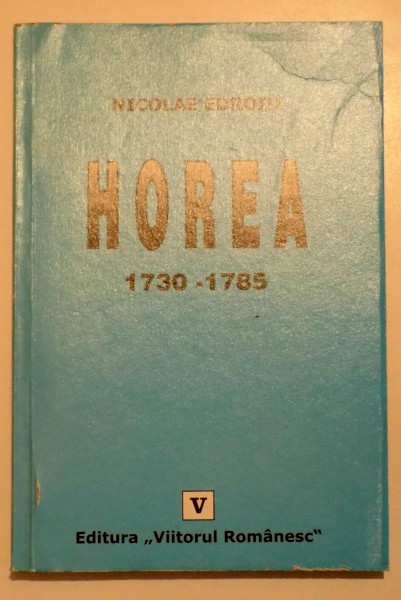 NICOLAE EDROIU
HOREA
1730 -1785
V
Editura „Viitorul Românesc“